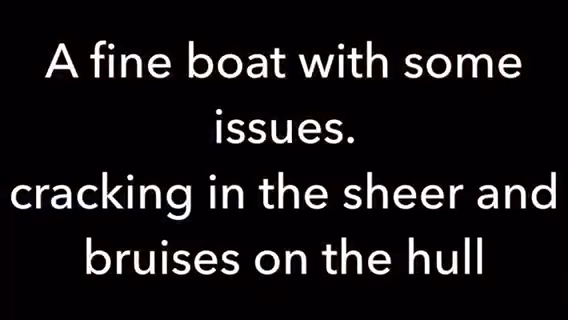 A fine boat with some
issues.
cracking in the sheer and
bruises on the hull